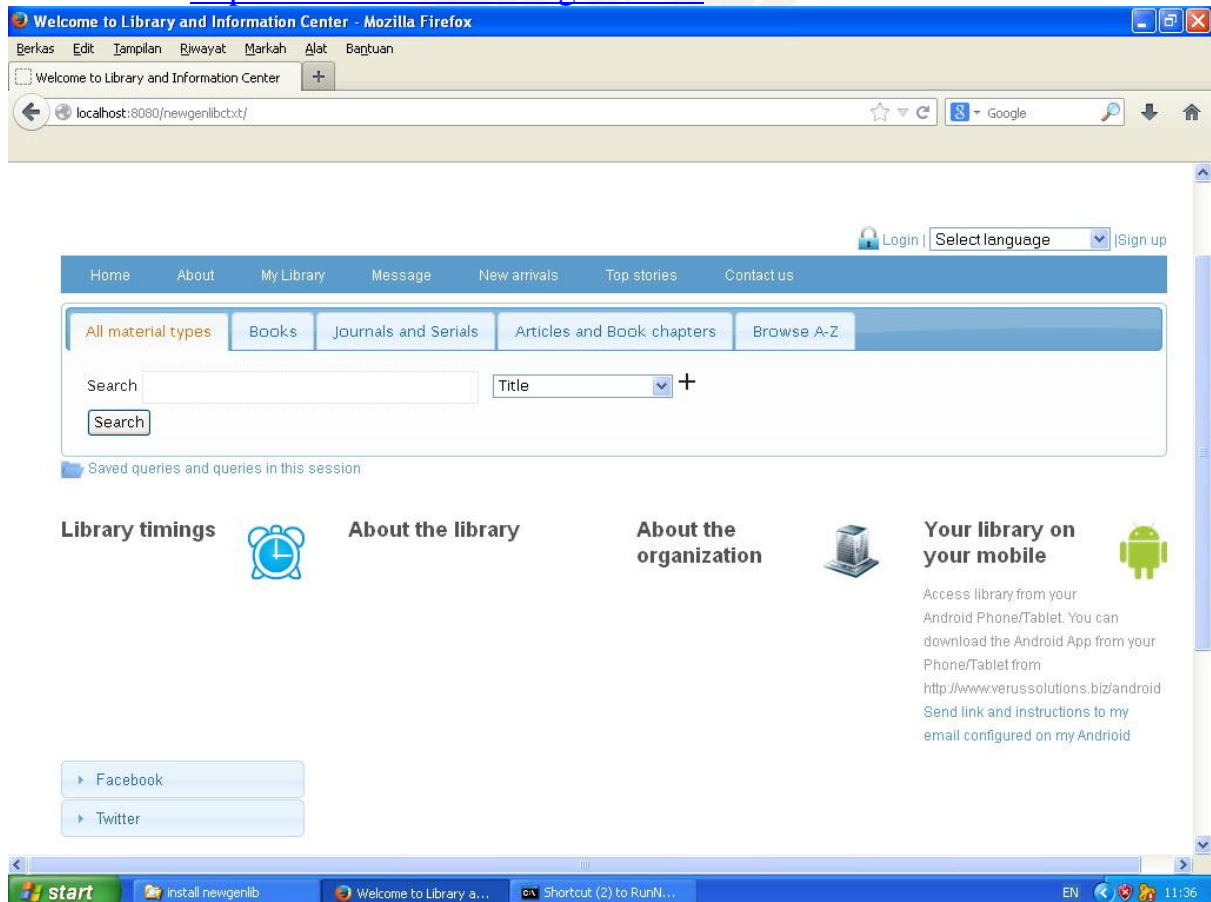 Welcome to Library and Information Center - Mozilla Firefox
Berkas Edit Tampilan Riwayat Markah Alat Bantuan
Welcome to Library and Information Center +
localhost:8080/newgenlibctxt/ Google
Login | Select language |Sign up
Home About My Library Message New arrivals Top stories Contact us
All material types Books Journals and Serials Articles and Book chapters Browse A-Z
Search Title +
Search
Saved queries and queries in this session
Library timings
About the library
About the
organization
Your library on
your mobile
Access library from your
Android Phone/Tablet. You can
download the Android App from your
Phone/Tablet from
http://www.verussolutions.biz/android
Send link and instructions to my
email configured on my Andrioid
Facebook
Twitter
start install newgenlib Welcome to Library a... Shortcut (2) to RunN... EN 11:36